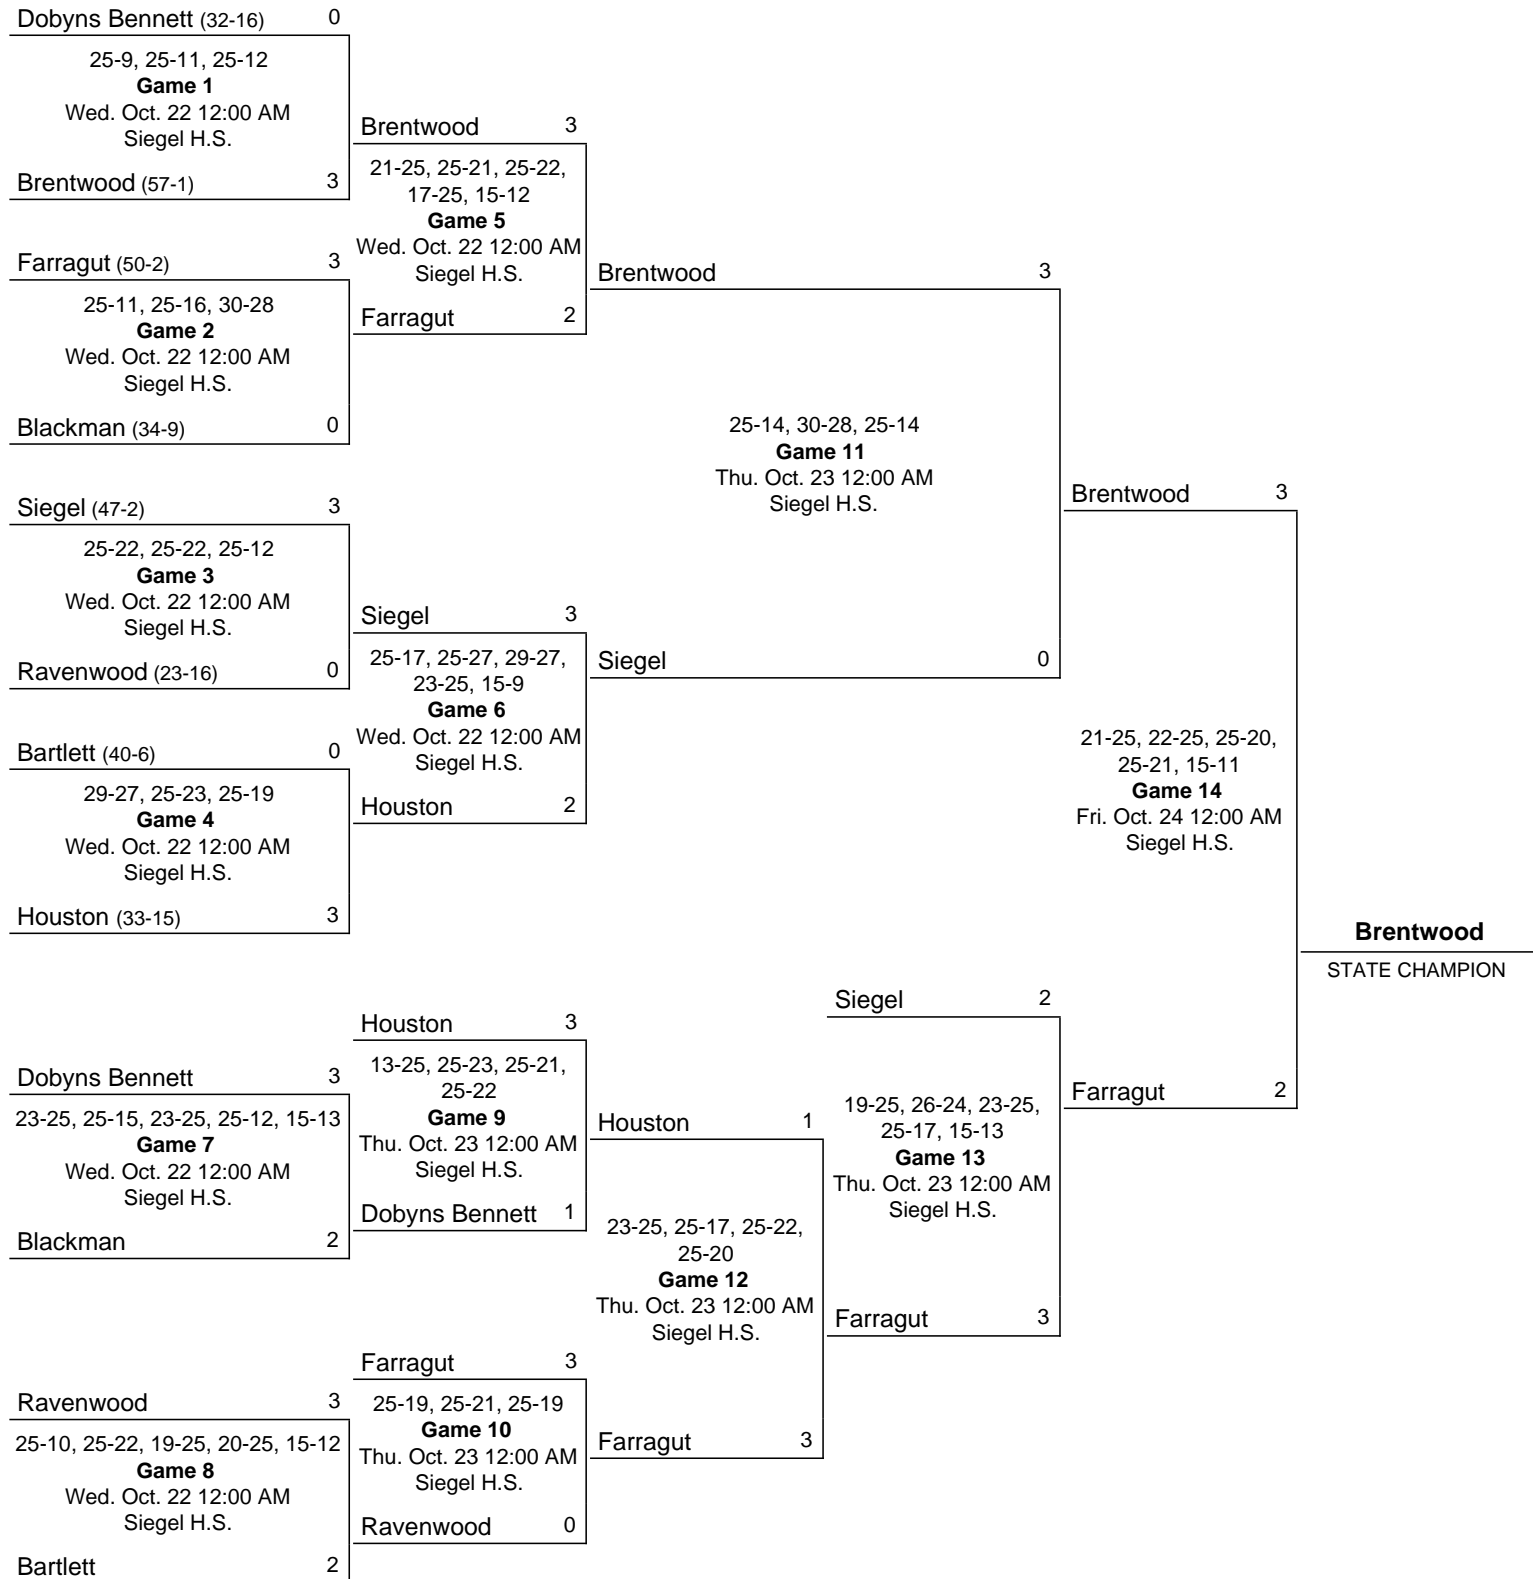 Dobyns Bennett (32-16) 0
25-9, 25-11, 25-12
Game 1
Wed. Oct. 22 12:00 AM
Siegel H.S.
Brentwood (57-1) 3
Farragut (50-2) 3
25-11, 25-16, 30-28
Game 2
Wed. Oct. 22 12:00 AM
Siegel H.S.
Blackman (34-9) 0
Siegel (47-2) 3
25-22, 25-22, 25-12
Game 3
Wed. Oct. 22 12:00 AM
Siegel H.S.
Ravenwood (23-16) 0
Bartlett (40-6) 0
29-27, 25-23, 25-19
Game 4
Wed. Oct. 22 12:00 AM
Siegel H.S.
Houston (33-15) 3
Brentwood 3
21-25, 25-21, 25-22,
17-25, 15-12
Game 5
Wed. Oct. 22 12:00 AM
Siegel H.S.
Farragut 2
Siegel 3
25-17, 25-27, 29-27,
23-25, 15-9
Game 6
Wed. Oct. 22 12:00 AM
Siegel H.S.
Houston 2
Brentwood 3
25-14, 30-28, 25-14
Game 11
Thu. Oct. 23 12:00 AM
Siegel H.S.
Siegel 0
Brentwood 3
21-25, 22-25, 25-20,
25-21, 15-11
Game 14
Fri. Oct. 24 12:00 AM
Siegel H.S.
Farragut 2
Brentwood
STATE CHAMPION
Dobyns Bennett 3
23-25, 25-15, 23-25, 25-12, 15-13
Game 7
Wed. Oct. 22 12:00 AM
Siegel H.S.
Blackman 2
Ravenwood 3
25-10, 25-22, 19-25, 20-25, 15-12
Game 8
Wed. Oct. 22 12:00 AM
Siegel H.S.
Bartlett 2
Houston 3
13-25, 25-23, 25-21,
25-22
Game 9
Thu. Oct. 23 12:00 AM
Siegel H.S.
Dobyns Bennett 1
Farragut 3
25-19, 25-21, 25-19
Game 10
Thu. Oct. 23 12:00 AM
Siegel H.S.
Ravenwood 0
Houston 1
23-25, 25-17, 25-22,
25-20
Game 12
Thu. Oct. 23 12:00 AM
Siegel H.S.
Farragut 3
Siegel 2
19-25, 26-24, 23-25,
25-17, 15-13
Game 13
Thu. Oct. 23 12:00 AM
Siegel H.S.
Farragut 3